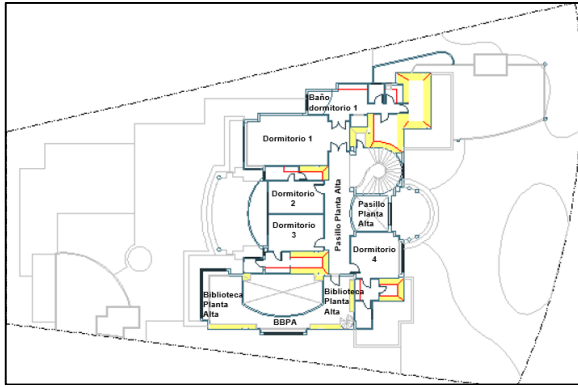 Baño
dormitorio 1
Dormitorio 1
Dormitorio
2
Pasillo Planta Alta
Pasillo
Planta
Alta
Dormitorio
3
Dormitorio
4
Biblioteca
Planta
Alta
Biblioteca
Planta
Alta
BBPA